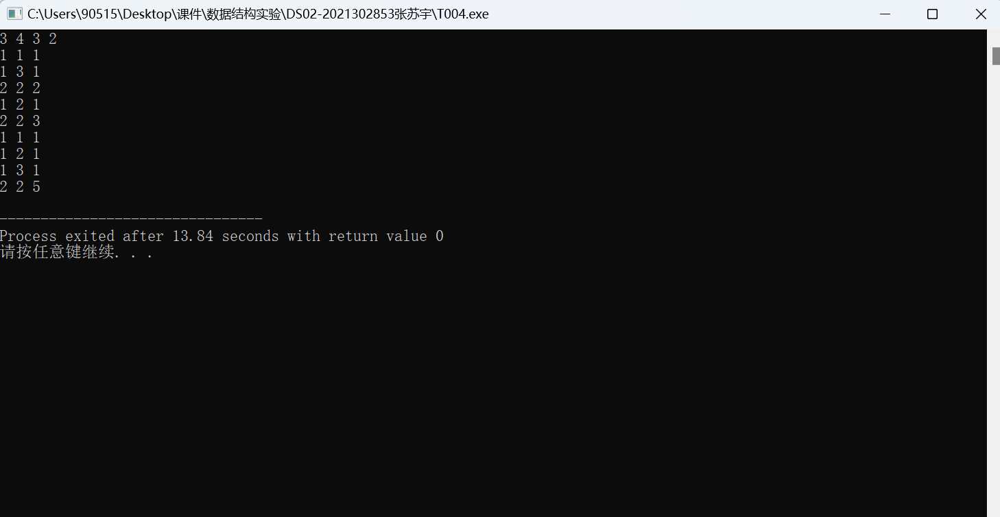 C:\Users\90515\Desktop\课件\数据结构实验\DS02-2021302853张苏宇\T004.exe
3 4 3 2
1 1 1
1 3 1
2 2 2
1 2 1
2 2 3
1 1 1
1 2 1
1 3 1
2 2 5
--------------------------------
Process exited after 13.84 seconds with return value 0
请按任意键继续. . .